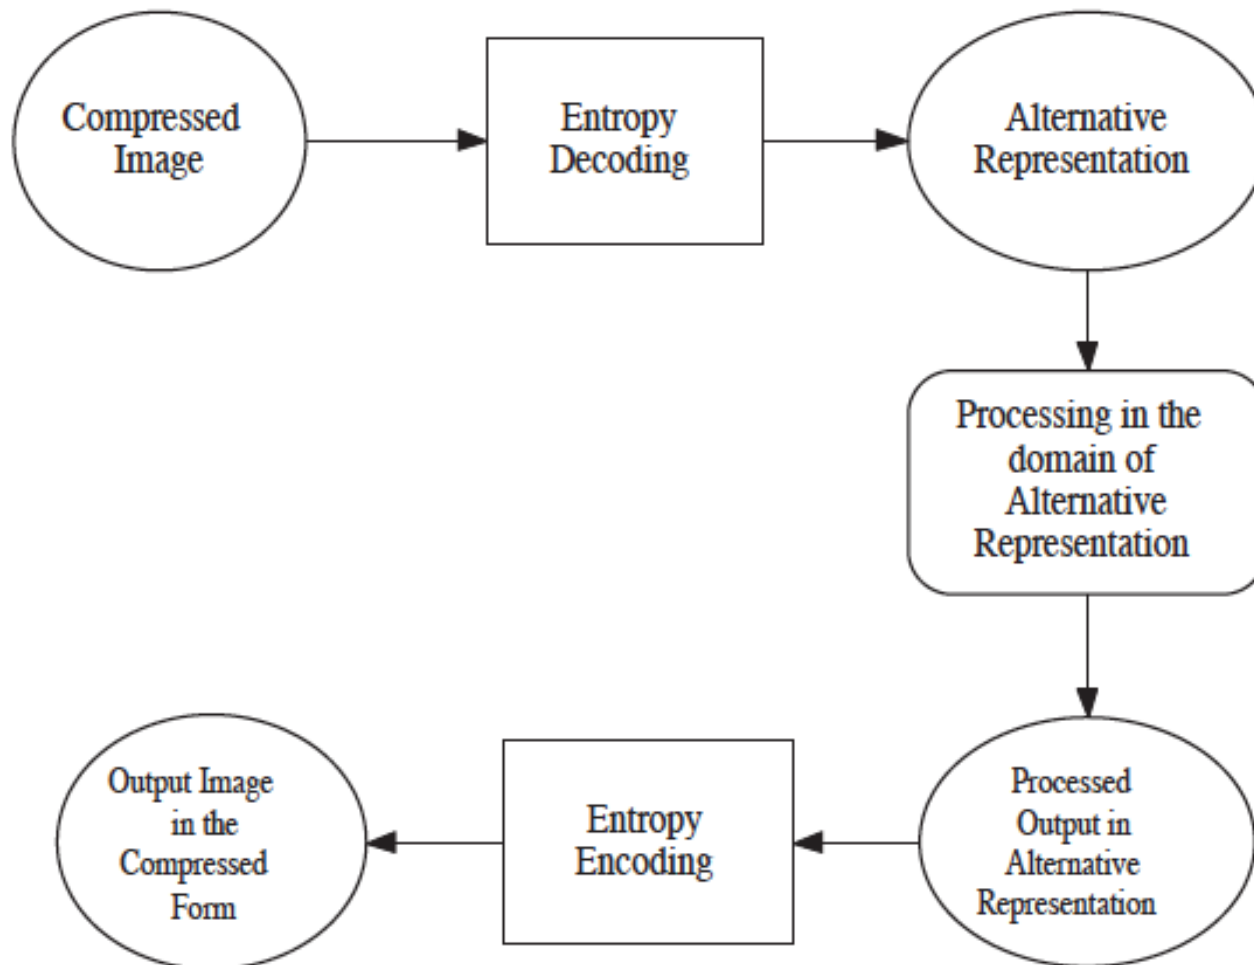 Compressed
Image
Entropy
Decoding
Alternative
Representation
Processing in the
domain of
Alternative
Representation
Processed
Output in
Alternative
Representation
Entropy
Encoding
Output Image
in the
Compressed
Form